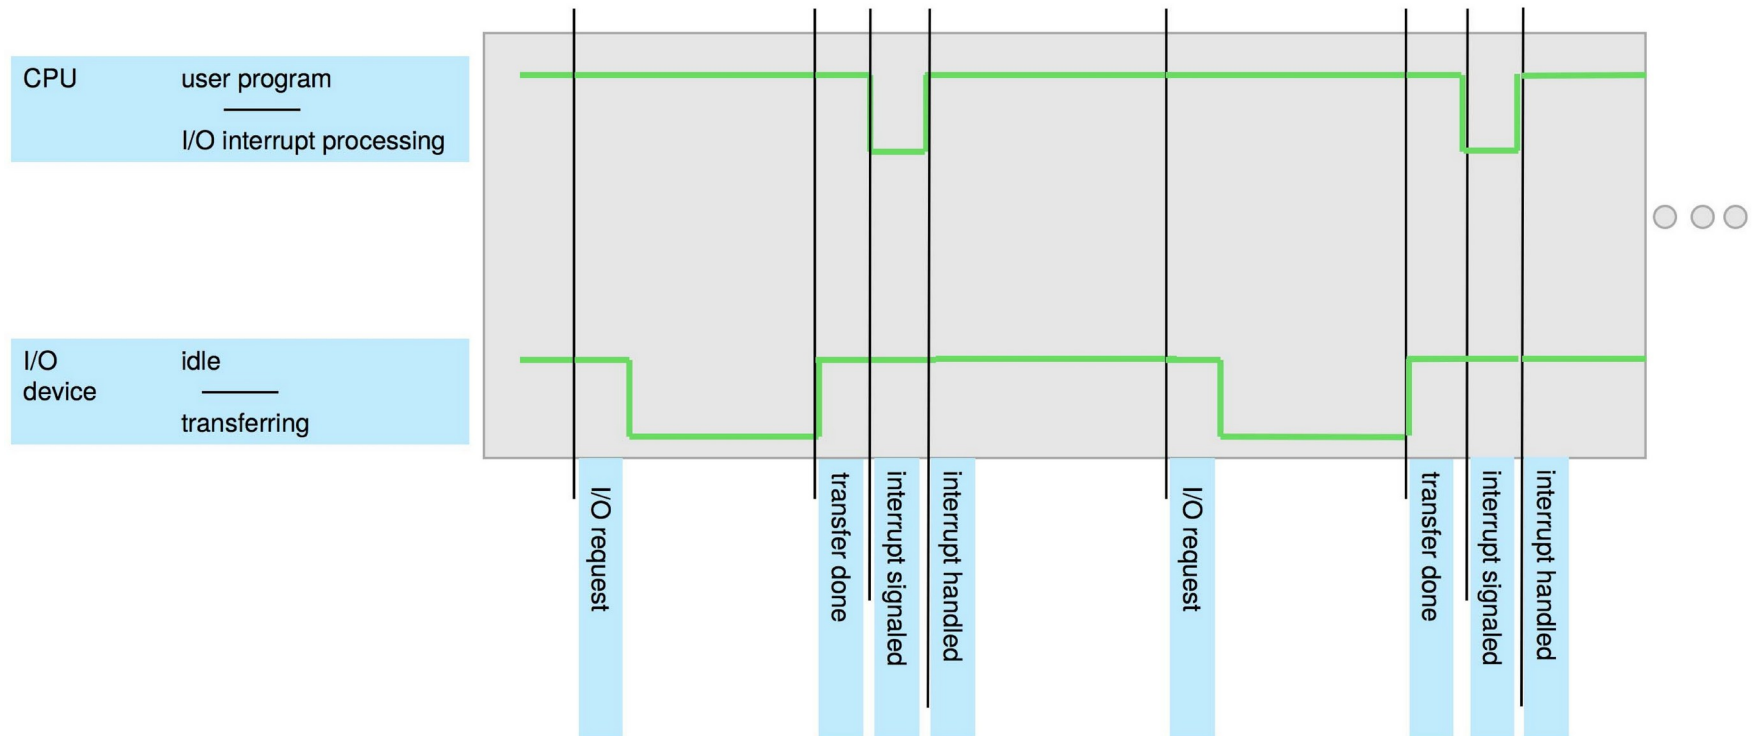 CPU
user program
I/O interrupt processing
I/O
device
idle
transferring
I/O request
transfer done
interrupt signaled
interrupt handled
I/O request
transfer done
interrupt signaled
interrupt handled